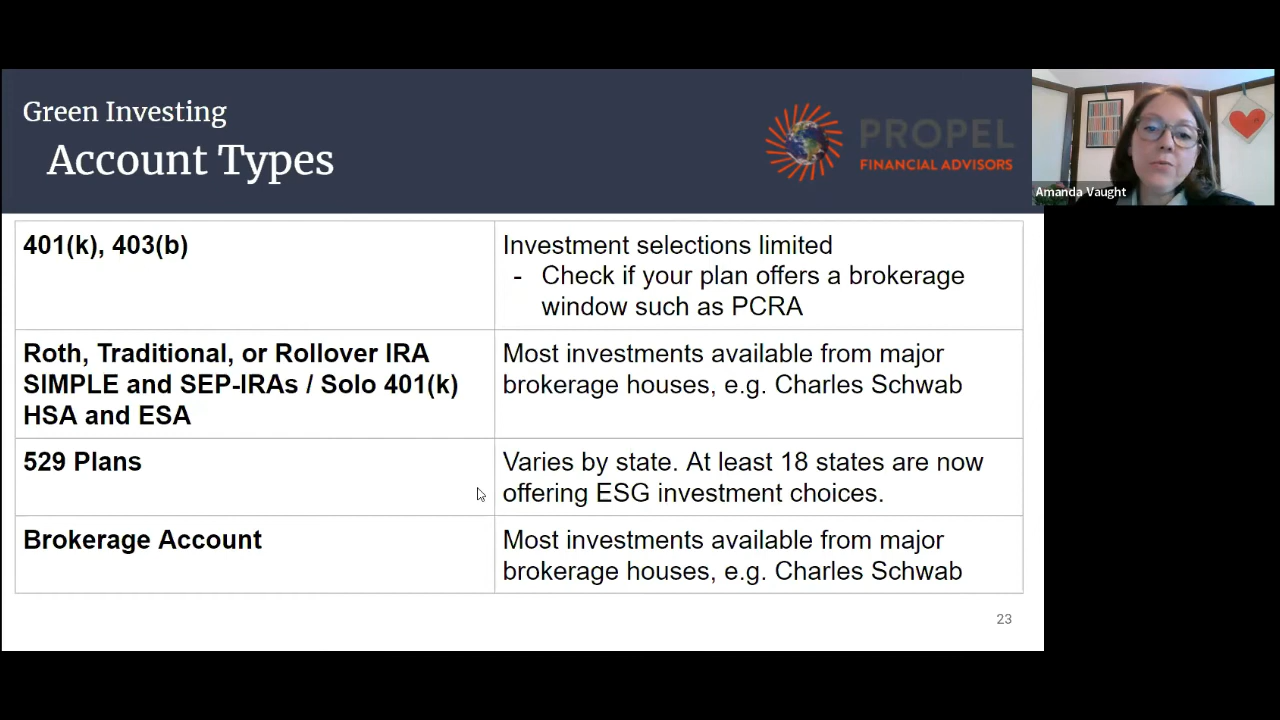 Green Investing
Account Types
PROPEL
FINANCIAL ADVISORS
Amanda Vaught
401(k), 403(b)
Investment selections limited
- Check if your plan offers a brokerage
window such as PCRA
Roth, Traditional, or Rollover IRA
SIMPLE and SEP-IRAs / Solo 401(k)
HSA and ESA
Most investments available from major
brokerage houses, e.g. Charles Schwab
529 Plans
Varies by state. At least 18 states are now
offering ESG investment choices.
Brokerage Account
Most investments available from major
brokerage houses, e.g. Charles Schwab
23